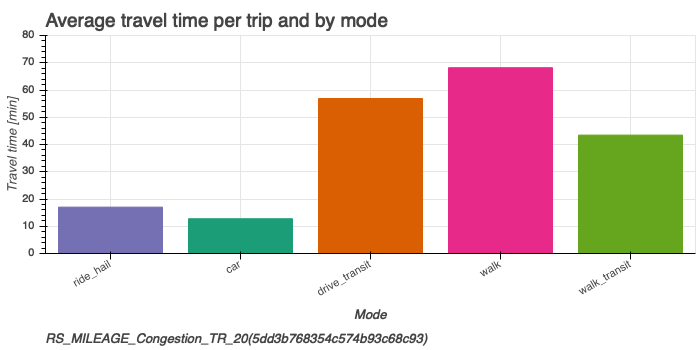 Average travel time per trip and by mode
80
70
60
50
40
30
20
10
0
Travel time [min]
ride_hail
car
drive_transit
walk
walk_transit
Mode
RS_MILEAGE_Congestion_TR_20(5dd3b768354c574b93c68c93)